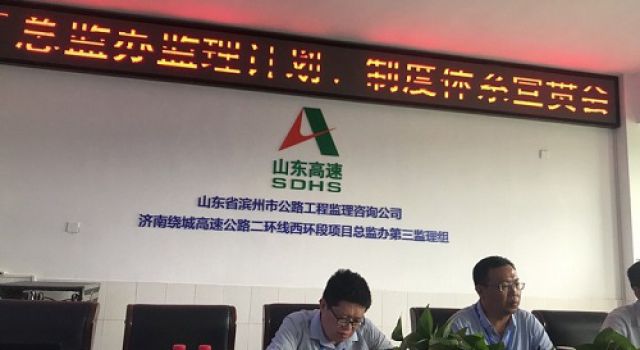 总监办监理计划、制度体系宣贯会
山东高速
SDHS
山东省滨州市公路工程监理咨询公司
济南绕城高速公路二环线西环段项目总监办第三监理组